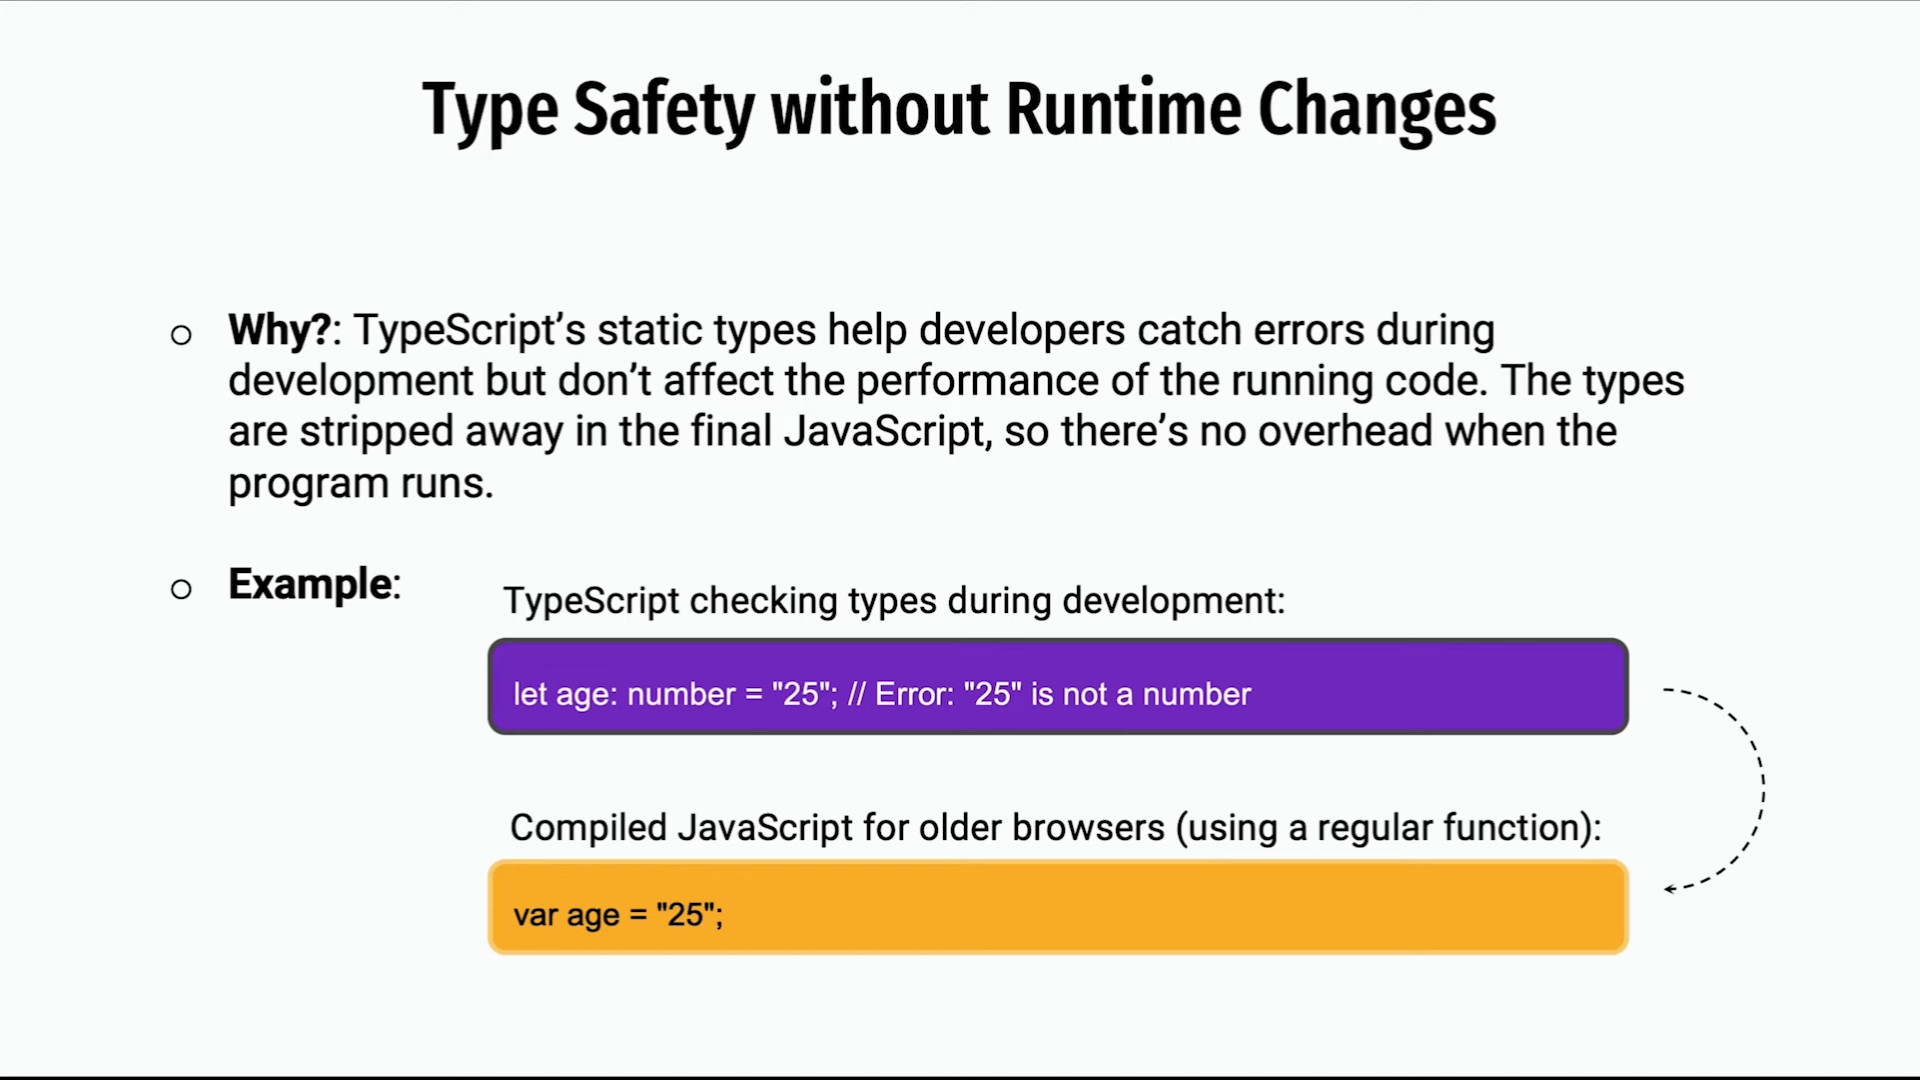 Type Safety without Runtime Changes
Why?: TypeScript’s static types help developers catch errors during
development but don’t affect the performance of the running code. The types
are stripped away in the final JavaScript, so there’s no overhead when the
program runs.
Example:
TypeScript checking types during development:
let age: number = "25"; // Error: "25" is not a number
Compiled JavaScript for older browsers (using a regular function):
var age = "25";